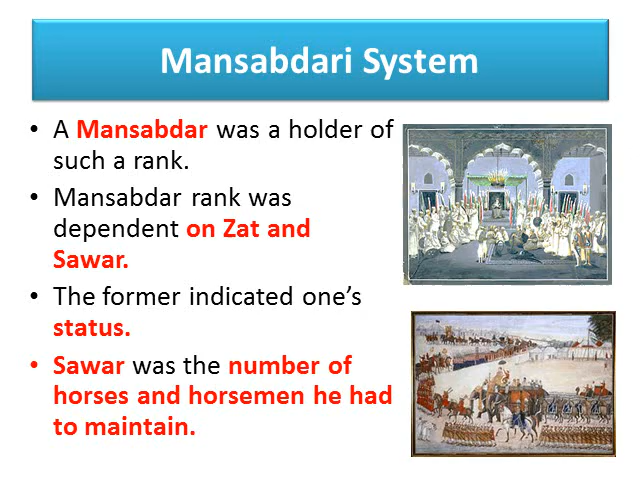 Mansabdari System
• A Mansabdar was a holder of
such a rank.
• Mansabdar rank was
dependent on Zat and
Sawar.
• The former indicated one’s
status.
• Sawar was the number of
horses and horsemen he had
to maintain.